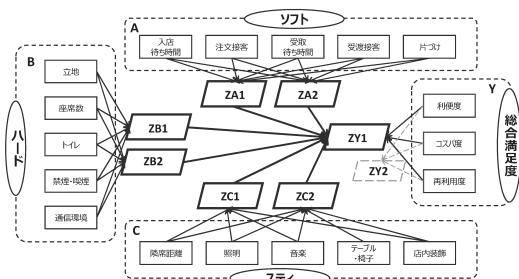 ソフト
A
入店
待ち時間
注文接客
受取
待ち時間
受渡接客
片づけ
B
立地
座席数
トイレ
禁煙・喫煙
通信環境
ハード
ZA1
ZA2
ZB1
ZB2
ZY1
ZY2
ZC1
ZC2
Y
利便度
コスパ度
再利用度
総合満足度
C
隣席距離
照明
音楽
テーブル
・椅子
店内装飾